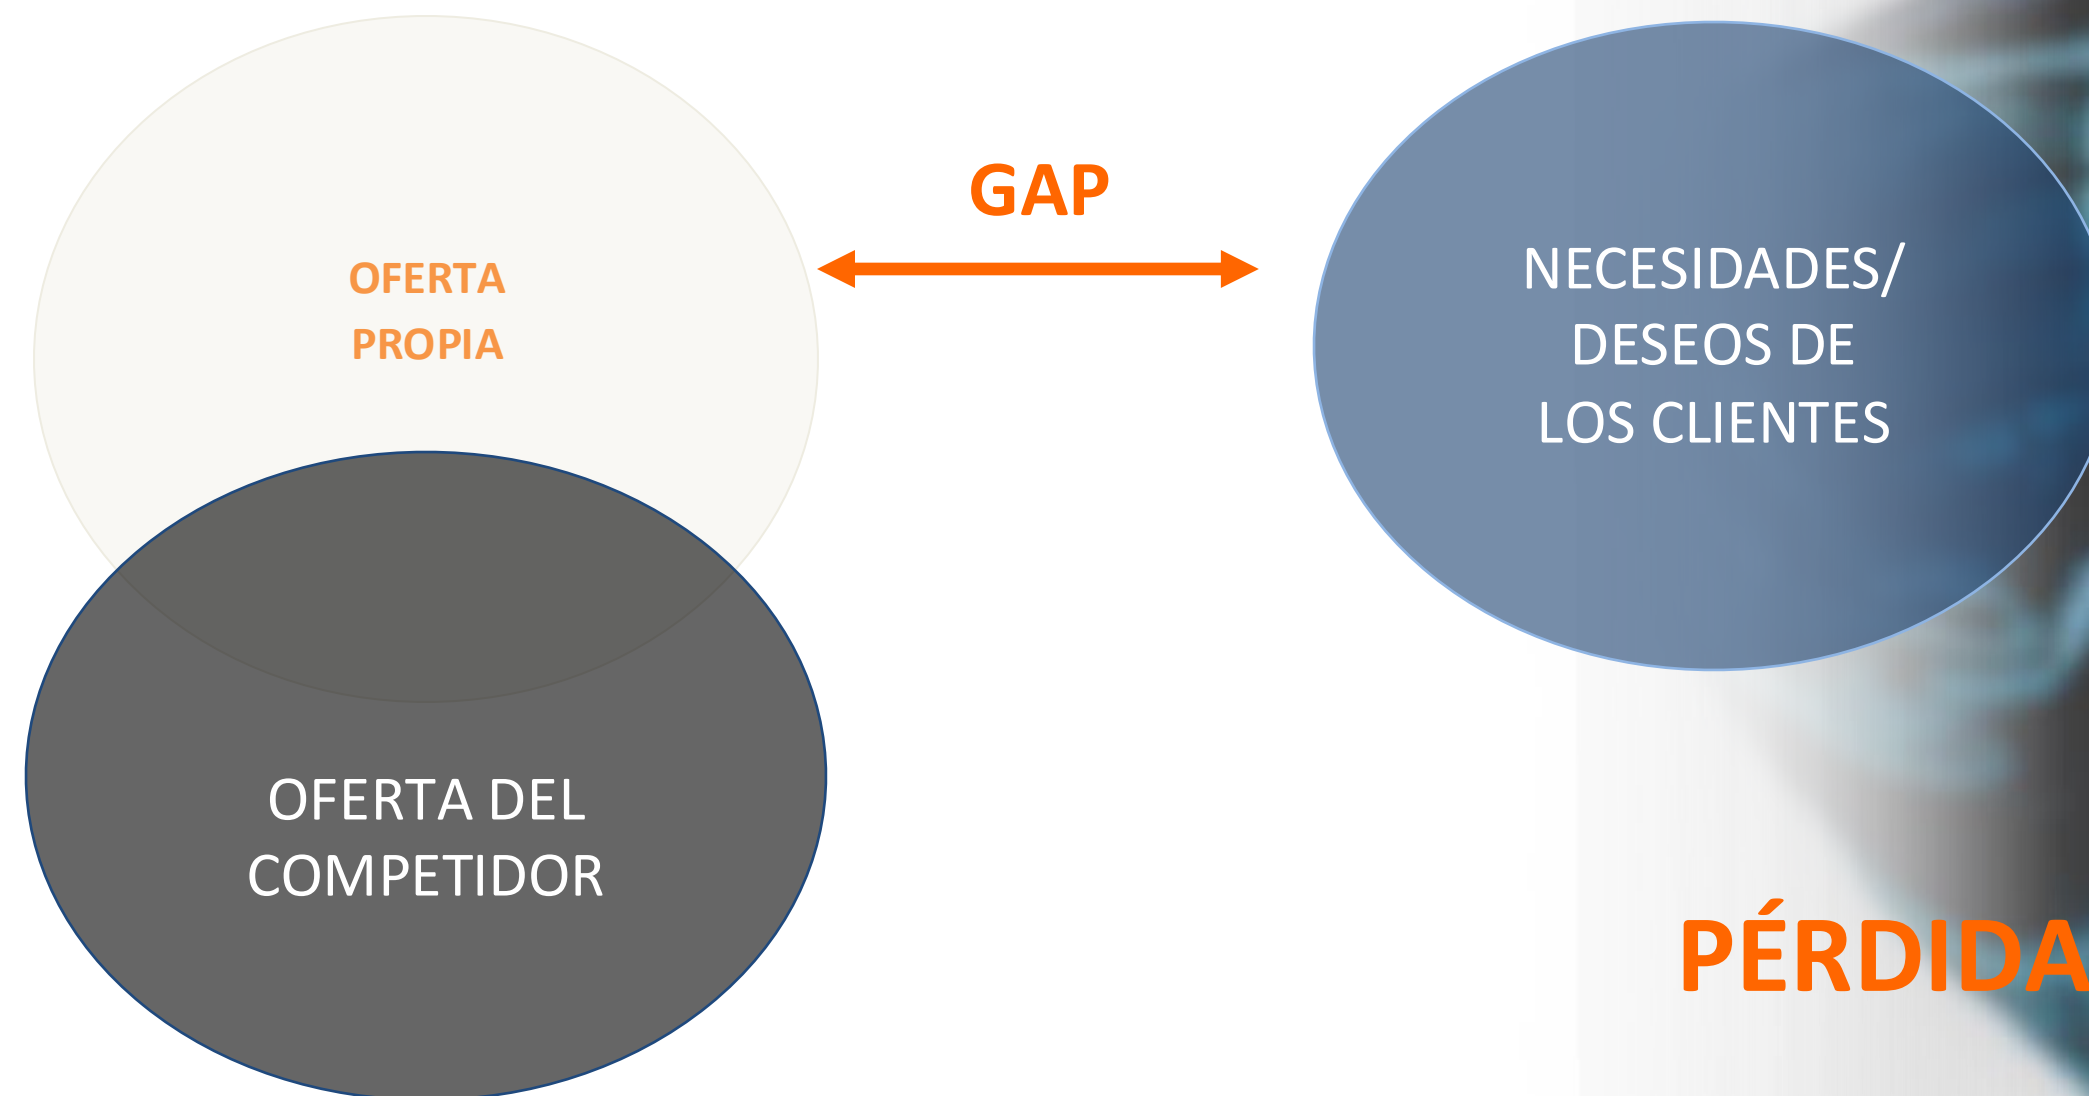 OFERTA
PROPIA
GAP
NECESIDADES/
DESEOS DE
LOS CLIENTES
OFERTA DEL
COMPETIDOR
PÉRDIDA